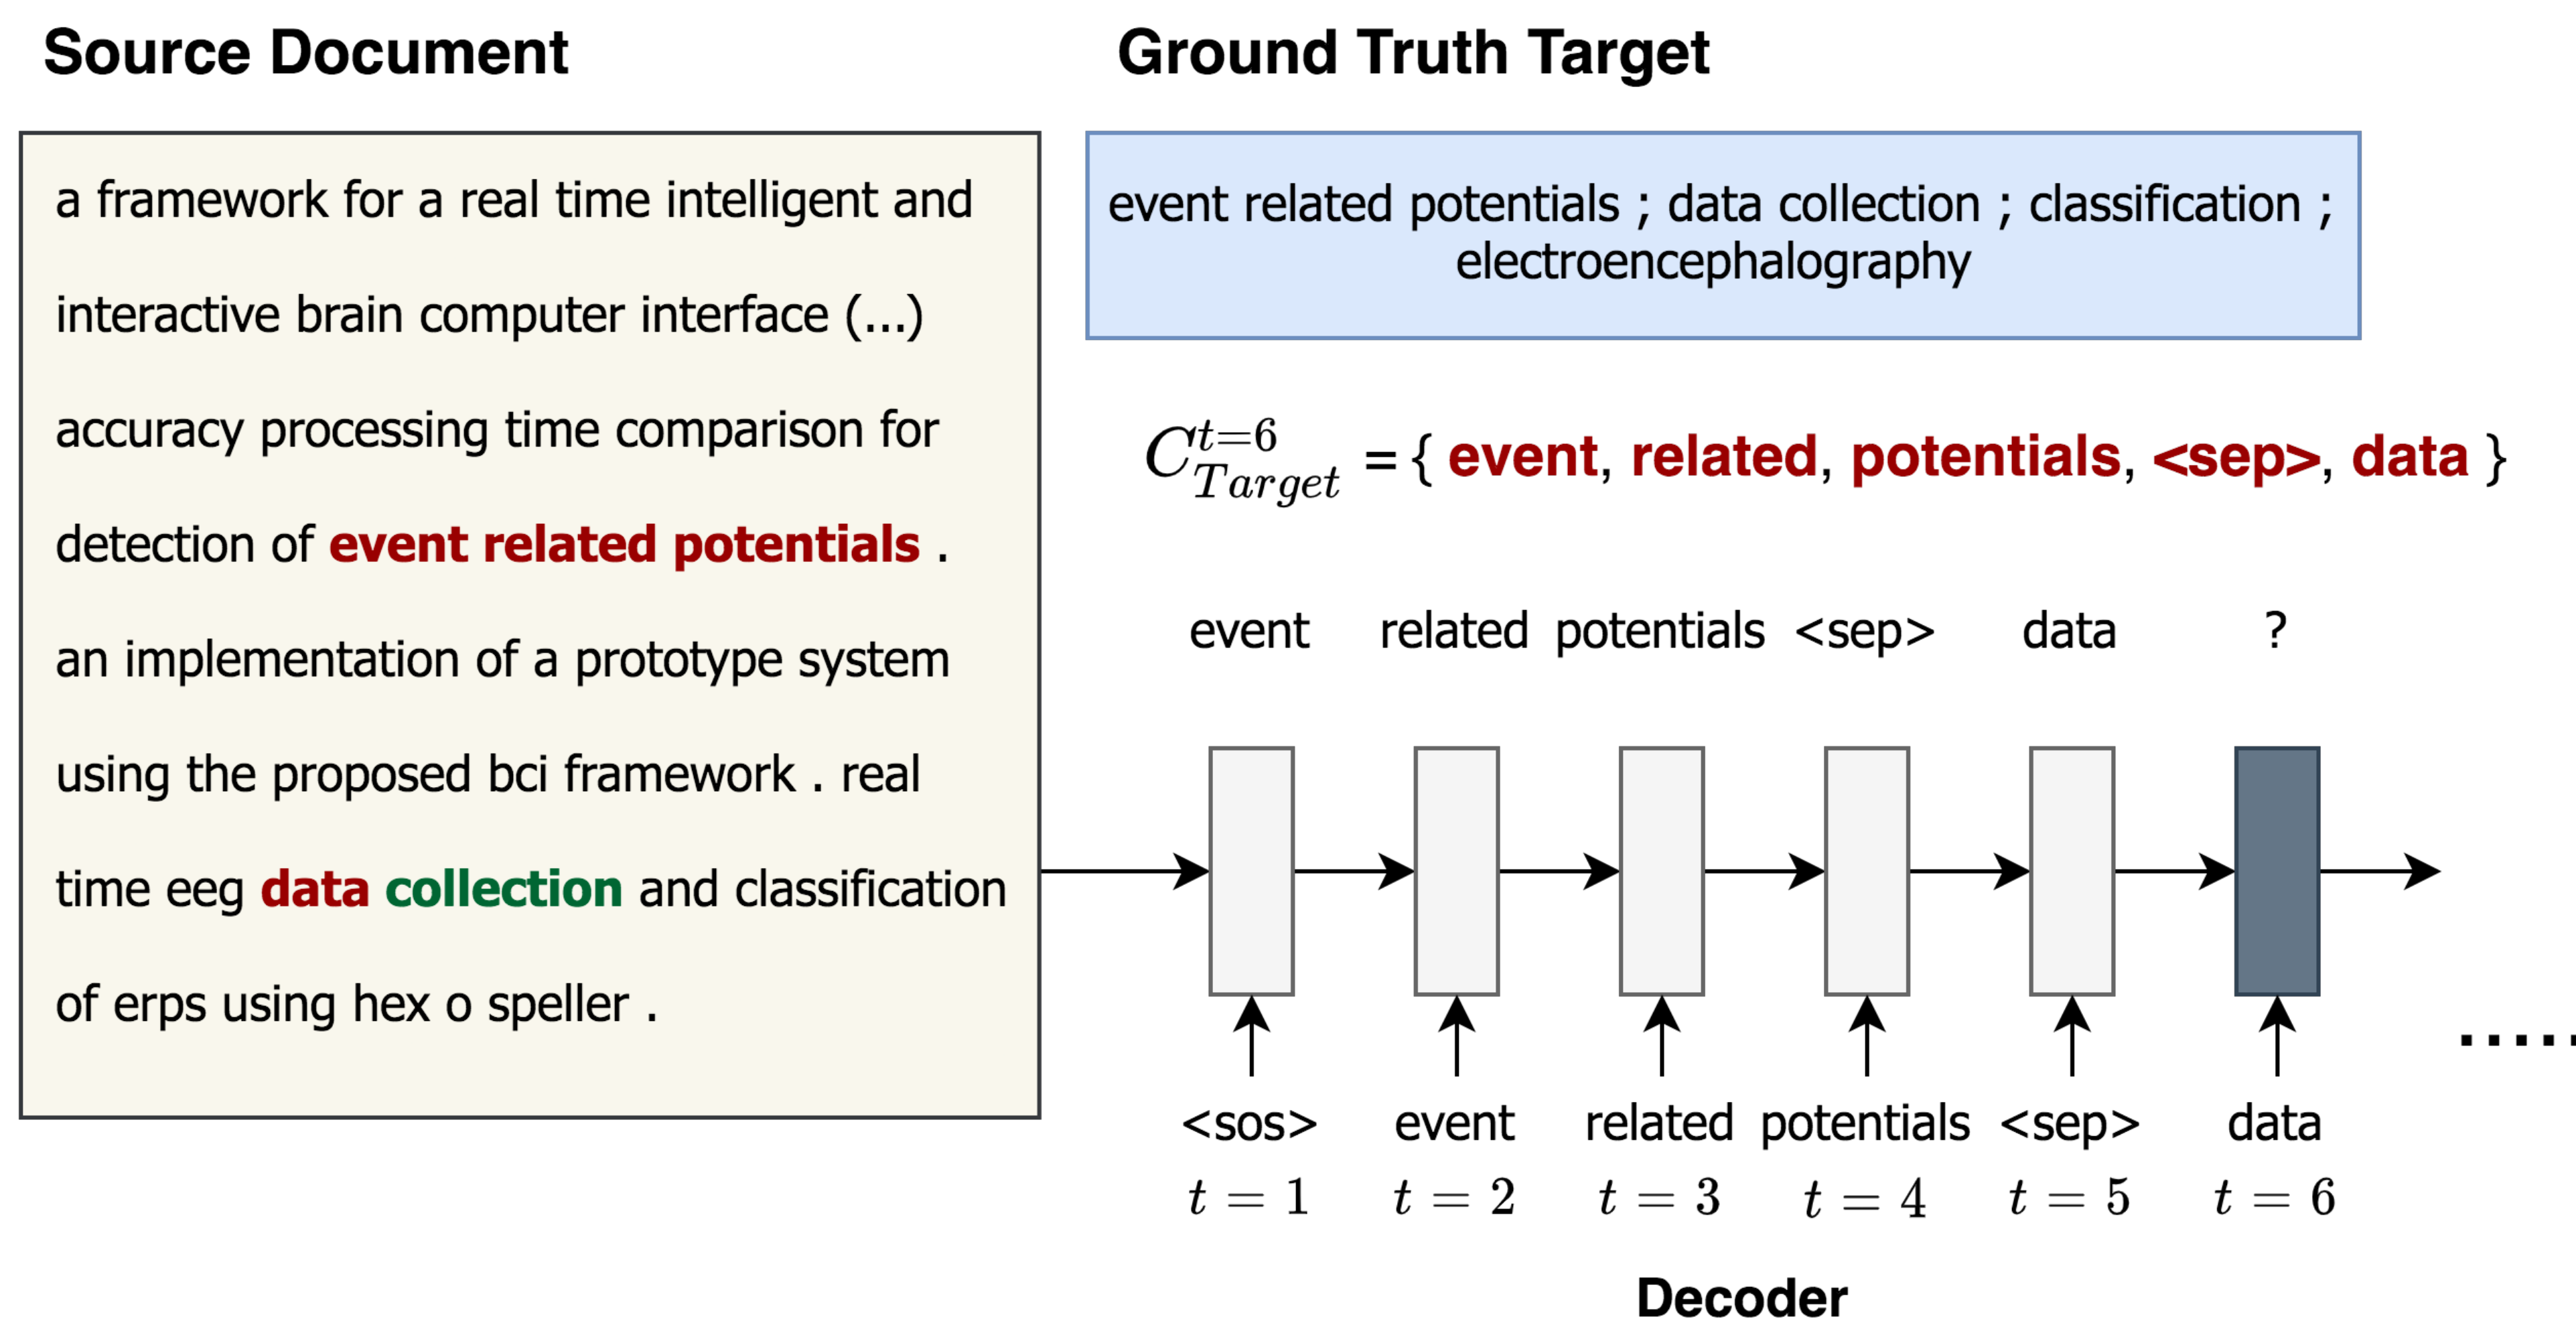 Source Document
a framework for a real time intelligent and
interactive brain computer interface (...)
accuracy processing time comparison for
detection of event related potentials .
an implementation of a prototype system
using the proposed bci framework . real
time eeg data collection and classification
of erps using hex o speller .
Ground Truth Target
event related potentials ; data collection ; classification ;
electroencephalography
C_{Target}^{t=6} = { event, related, potentials, <sep>, data }
event related potentials <sep> data ?
<sos> event related potentials <sep> data
t = 1 t = 2 t = 3 t = 4 t = 5 t = 6
.....
Decoder